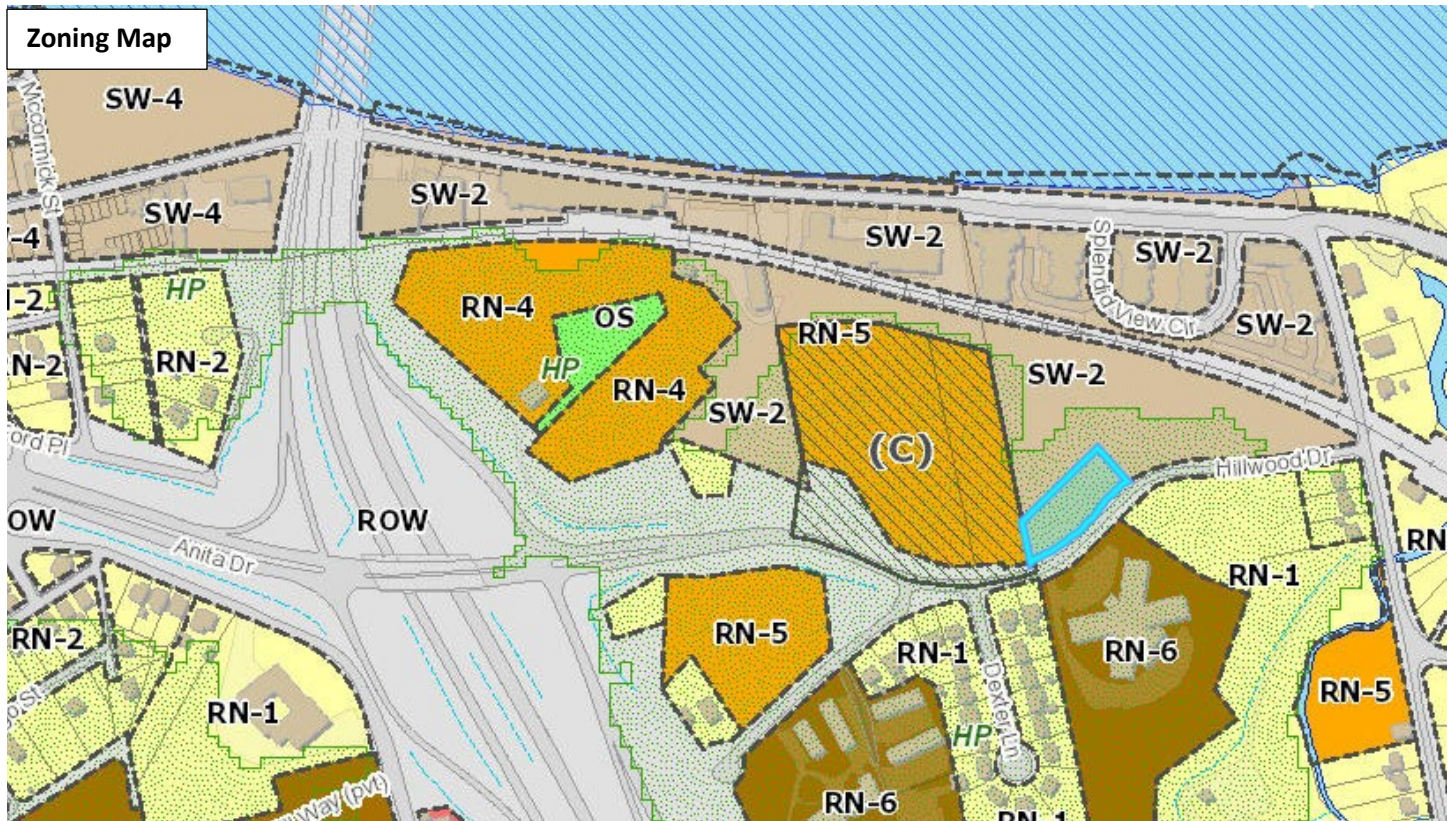 Zoning Map
SW-4
Mccormick St
SW-4
SW-2
SW-2
Splendid View Cir
SW-2
SW-2
HP
RN-2
RN-4
OS
HP
RN-4
RN-5
SW-2
SW-2
(C)
Hillwood Dr
ROW
Anita Dr
RN-2
RN-1
RN-5
RN-1
Dexter Ln
HP
RN-6
RN-1
RN-5
RN-6
RN-1
Way (pvt)